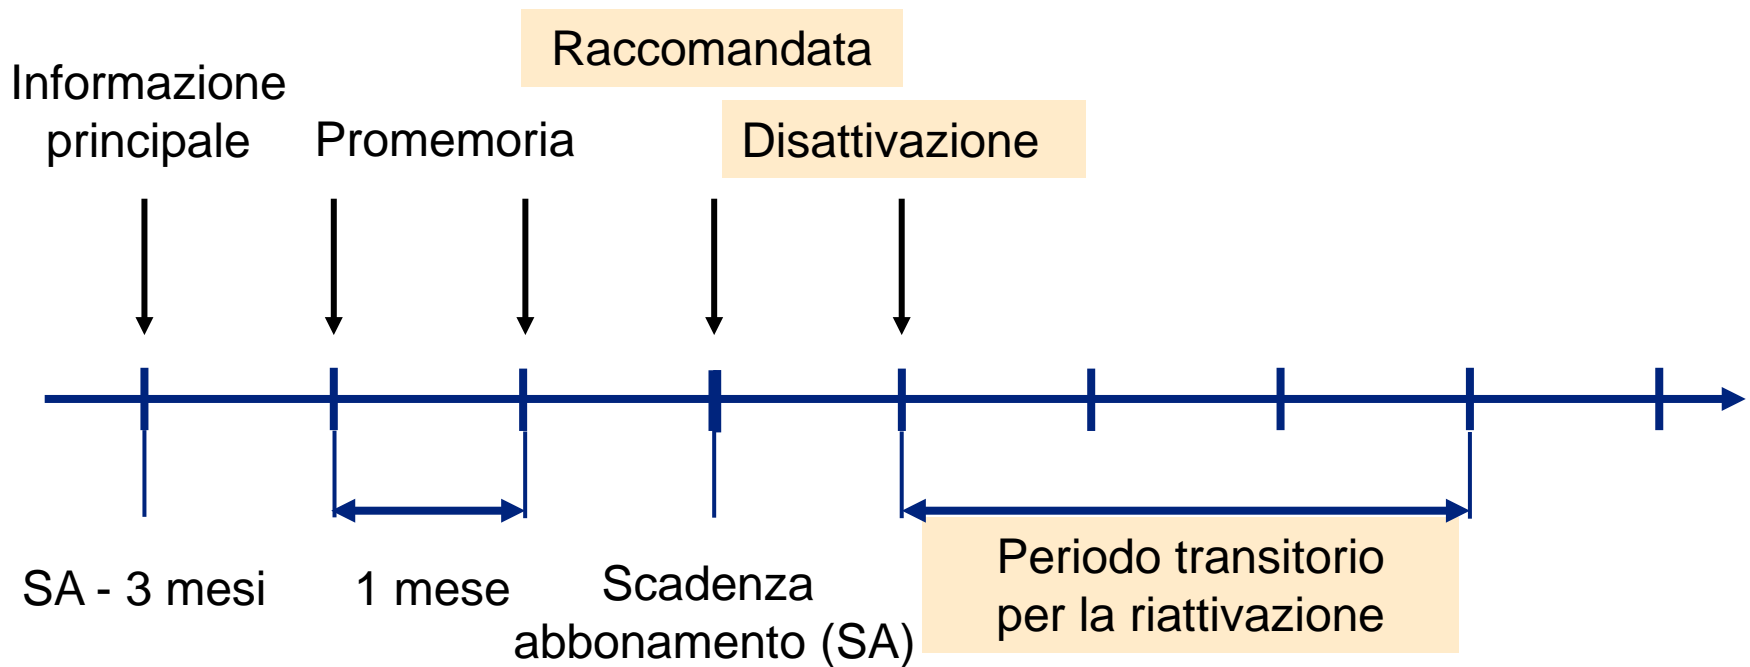 Raccomandata
Informazione
principale
Promemoria
Disattivazione
SA - 3 mesi
1 mese
Scadenza
abbonamento (SA)
Periodo transitorio
per la riattivazione